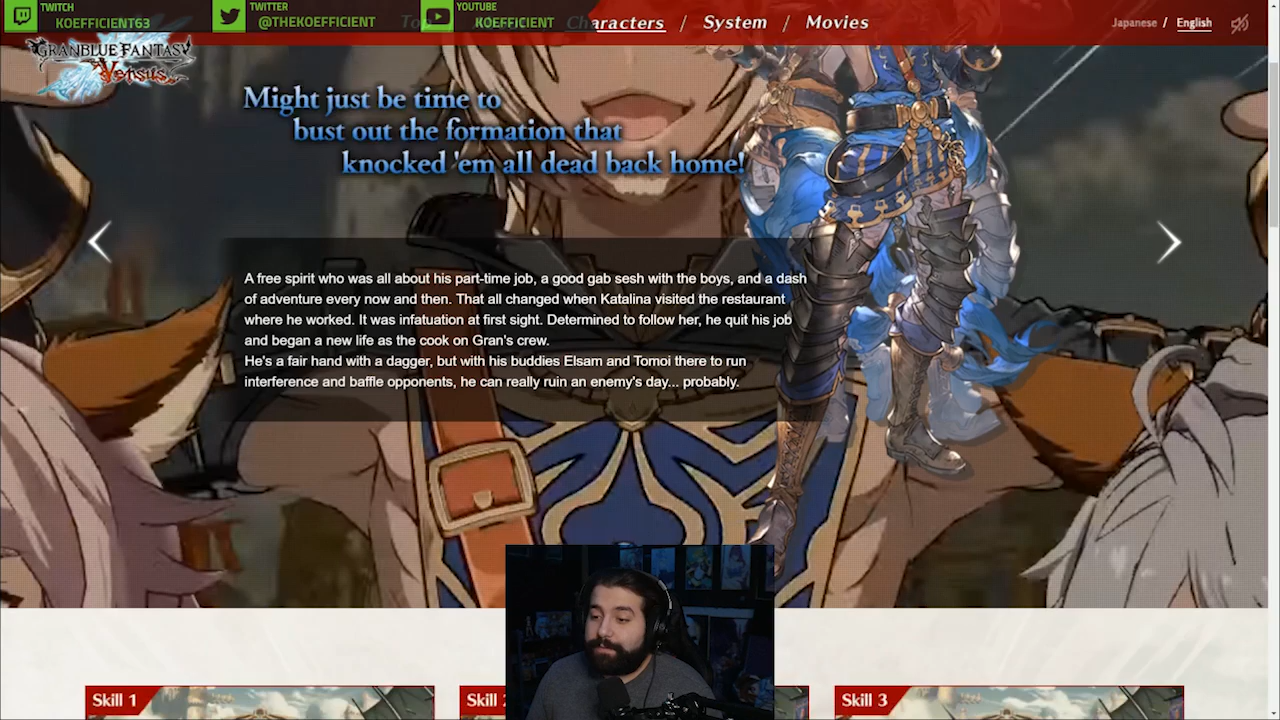 TWITCH
KOEFFICIENT63
TWITTER
@THEKOEFFICIENT
YOUTUBE
KOEFFICIENT
Top
Characters / System / Movies
Japanese / English
GRANBLUE FANTASY
Versus
Might just be time to
bust out the formation that
knocked 'em all dead back home!
A free spirit who was all about his part-time job, a good gab sesh with the boys, and a dash
of adventure every now and then. That all changed when Katalina visited the restaurant
where he worked. It was infatuation at first sight. Determined to follow her, he quit his job
and began a new life as the cook on Gran's crew.
He's a fair hand with a dagger, but with his buddies Elsam and Tomoi there to run
interference and baffle opponents, he can really ruin an enemy's day... probably.
Skill 1
Skill
Skill 3